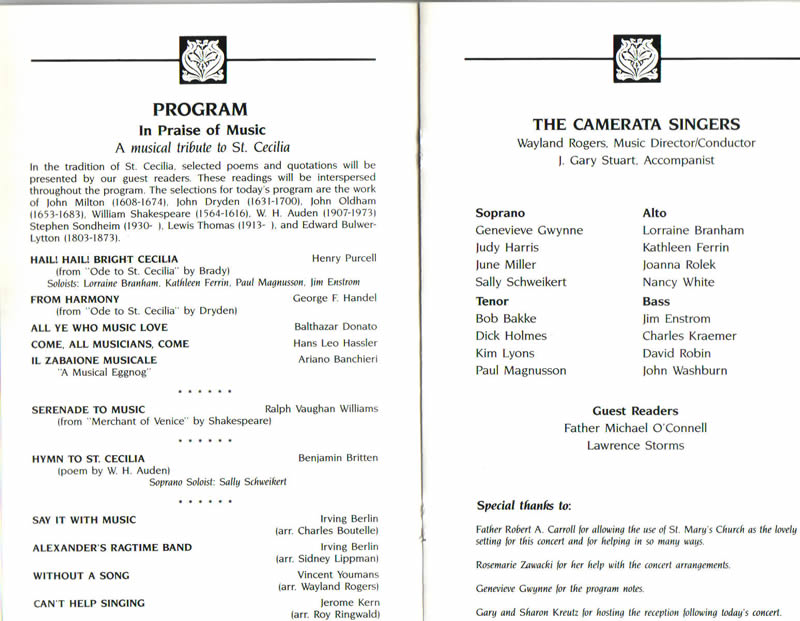 PROGRAM
In Praise of Music
A musical tribute to St. Cecilia
In the tradition of St. Cecilia, selected poems and quotations will be
presented by our guest readers. These readings will be interspersed
throughout the program. The selections for today's program are the work
of John Milton (1608-1674), John Dryden (1631-1700), John Oldham
(1653-1683), William Shakespeare (1564-1616), W. H. Auden (1907-1973)
Stephen Sondheim (1930- ), Lewis Thomas (1913- ), and Edward Bulwer-
Lytton (1803-1873).
HAIL! HAIL! BRIGHT CECILIA Henry Purcell
(from "Ode to St. Cecilia" by Brady)
Soloists: Lorraine Branham, Kathleen Ferrin, Paul Magnusson, Jim Enstrom
FROM HARMONY George F. Handel
(from "Ode to St. Cecilia" by Dryden)
ALL YE WHO MUSIC LOVE Balthazar Donato
COME, ALL MUSICIANS, COME Hans Leo Hassler
IL ZABAIONE MUSICALE Ariano Banchieri
"A Musical Eggnog"
* * * * * *
SERENADE TO MUSIC Ralph Vaughan Williams
(from "Merchant of Venice" by Shakespeare)
* * * * * *
HYMN TO ST. CECILIA Benjamin Britten
(poem by W. H. Auden)
Soprano Soloist: Sally Schweikert
* * * * * *
SAY IT WITH MUSIC Irving Berlin
(arr. Charles Boutelle)
ALEXANDER'S RAGTIME BAND Irving Berlin
(arr. Sidney Lippman)
WITHOUT A SONG Vincent Youmans
(arr. Wayland Rogers)
CAN'T HELP SINGING Jerome Kern
(arr. Roy Ringwald)
THE CAMERATA SINGERS
Wayland Rogers, Music Director/Conductor
J. Gary Stuart, Accompanist
Soprano
Genevieve Gwynne
Judy Harris
June Miller
Sally Schweikert
Alto
Lorraine Branham
Kathleen Ferrin
Joanna Rolek
Nancy White
Tenor
Bob Bakke
Dick Holmes
Kim Lyons
Paul Magnusson
Bass
Jim Enstrom
Charles Kraemer
David Robin
John Washburn
Guest Readers
Father Michael O'Connell
Lawrence Storms
Special thanks to:
Father Robert A. Carroll for allowing the use of St. Mary's Church as the lovely
setting for this concert and for helping in so many ways.
Rosemarie Zawacki for her help with the concert arrangements.
Genevieve Gwynne for the program notes.
Gary and Sharon Kreutz for hosting the reception following today's concert.